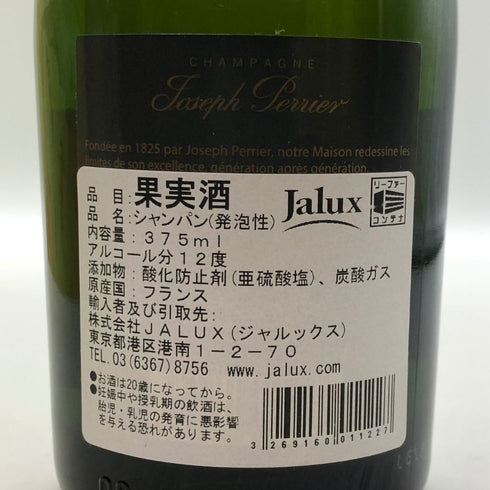 CHAMPAGNE
Joseph Perrier
Fondée en 1825 par Joseph Perrier, notre Maison redessine les
limites de son excellence, génération après génération.
品　目:果実酒
品　名:シャンパン(発泡性)
Jalux
リーファー
コンテナ
内容量:375ml
アルコール分12度
添加物:酸化防止剤(亜硫酸塩)、炭酸ガス
原産国:フランス
輸入者及び引取先:
株式会社JALUX(ジャルックス)
東京都港区港南1-2-70
TEL.03(6367)8756 www.jalux.com
●お酒は20歳になってから。
●妊娠中や授乳期の飲酒は、
胎児・乳児の発育に悪影響
を与える恐れがあります。
3 269160 011227